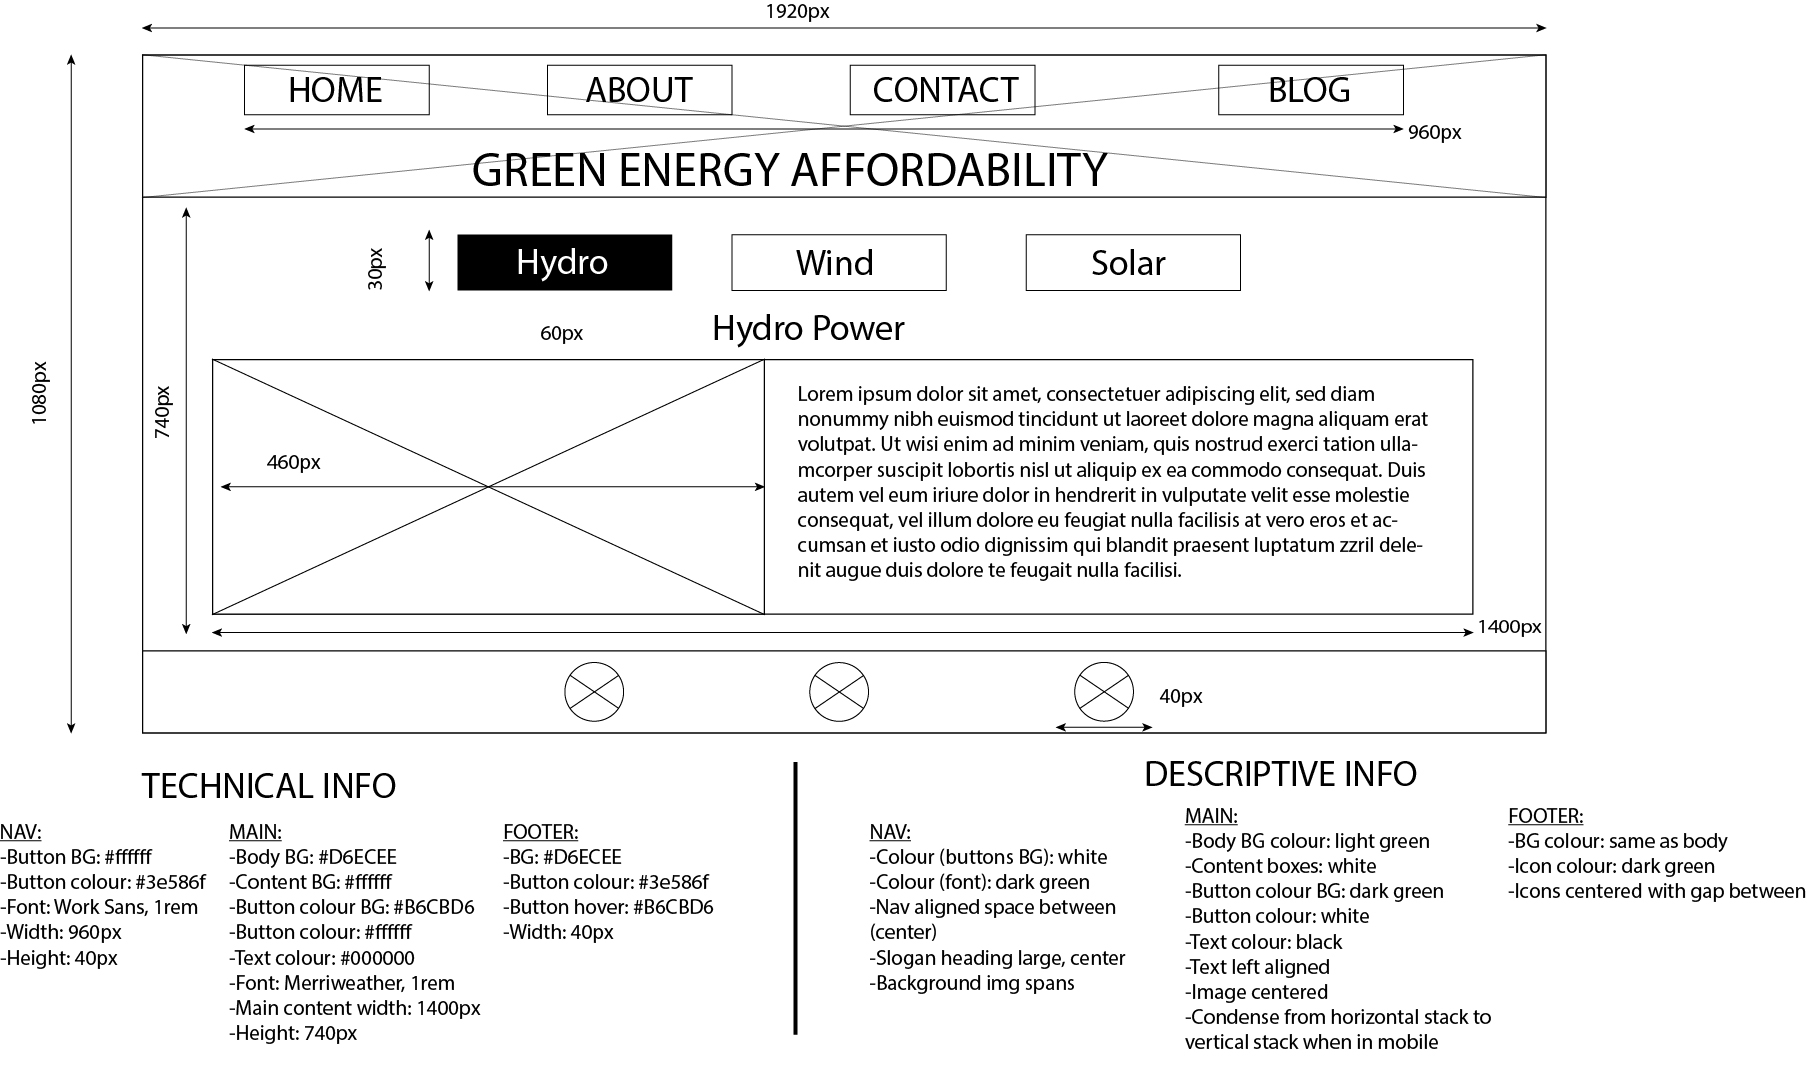 1920px
HOME
ABOUT
CONTACT
BLOG
960px
GREEN ENERGY AFFORDABILITY
30px
Hydro
Wind
Solar
60px
Hydro Power
1080px
740px
460px
Lorem ipsum dolor sit amet, consectetuer adipiscing elit, sed diam
nonummy nibh euismod tincidunt ut laoreet dolore magna aliquam erat
volutpat. Ut wisi enim ad minim veniam, quis nostrud exerci tation ulla-
mcorper suscipit lobortis nisl ut aliquip ex ea commodo consequat. Duis
autem vel eum iriure dolor in hendrerit in vulputate velit esse molestie
consequat, vel illum dolore eu feugiat nulla facilisis at vero eros et ac-
cumsan et iusto odio dignissim qui blandit praesent luptatum zzril dele-
nit augue duis dolore te feugait nulla facilisi.
1400px
40px
TECHNICAL INFO
NAV:
-Button BG: #ffffff
-Button colour: #3e586f
-Font: Work Sans, 1rem
-Width: 960px
-Height: 40px
MAIN:
-Body BG: #D6ECEE
-Content BG: #ffffff
-Button colour BG: #B6CBD6
-Button colour: #ffffff
-Text colour: #000000
-Font: Merriweather, 1rem
-Main content width: 1400px
-Height: 740px
FOOTER:
-BG: #D6ECEE
-Button colour: #3e586f
-Button hover: #B6CBD6
-Width: 40px
DESCRIPTIVE INFO
NAV:
-Colour (buttons BG): white
-Colour (font): dark green
-Nav aligned space between
(center)
-Slogan heading large, center
-Background img spans
MAIN:
-Body BG colour: light green
-Content boxes: white
-Button colour BG: dark green
-Button colour: white
-Text colour: black
-Text left aligned
-Image centered
-Condense from horizontal stack to
vertical stack when in mobile
FOOTER:
-BG colour: same as body
-Icon colour: dark green
-Icons centered with gap between